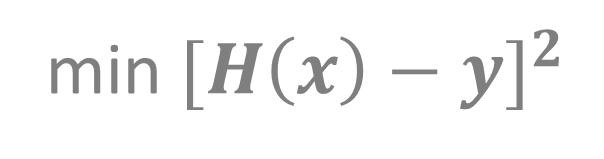 min [H(x) − y]²